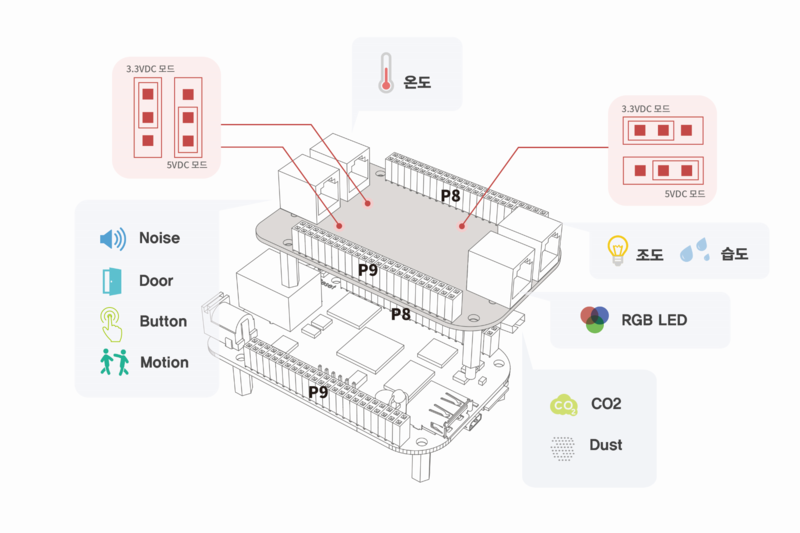 3.3VDC 모드
5VDC 모드
온도
3.3VDC 모드
5VDC 모드
P8
Noise
Door
Button
Motion
조도
습도
P9
P8
RGB LED
P9
CO2
CO2
Dust